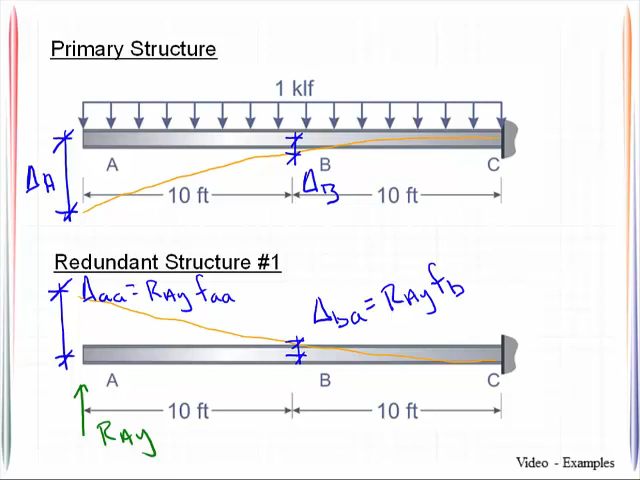 Primary Structure
1 klf
A B C
ΔA
ΔB
10 ft 10 ft
Redundant Structure #1
Δaa = RAy faa
Δba = RAy fb
A B C
10 ft 10 ft
RAy
Video - Examples